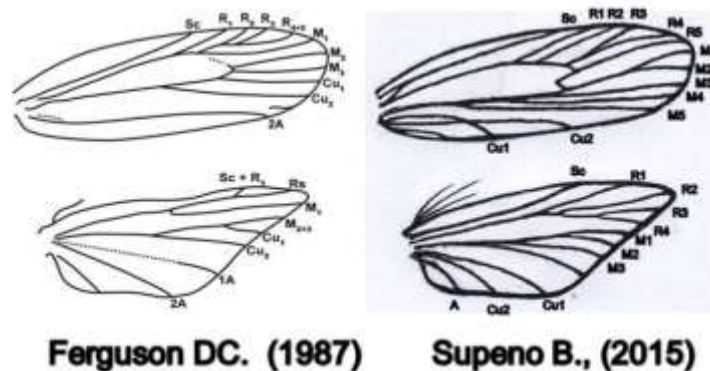 Sc R₁ R₂ R₃ R₄₊₅ M₁ M₂ M₃ Cu₁ Cu₂ 2A
Sc R1 R2 R3 R4 R5 M1 M2 M3 M4 M5 Cu2 Cu1
Sc + R₁ Rs M₁ M₂₊₃ Cu₁ Cu₂ 1A 2A
Sc R1 R2 R3 R4 M1 M2 M3 Cu1 Cu2 A
Ferguson DC. (1987) Supeno B., (2015)